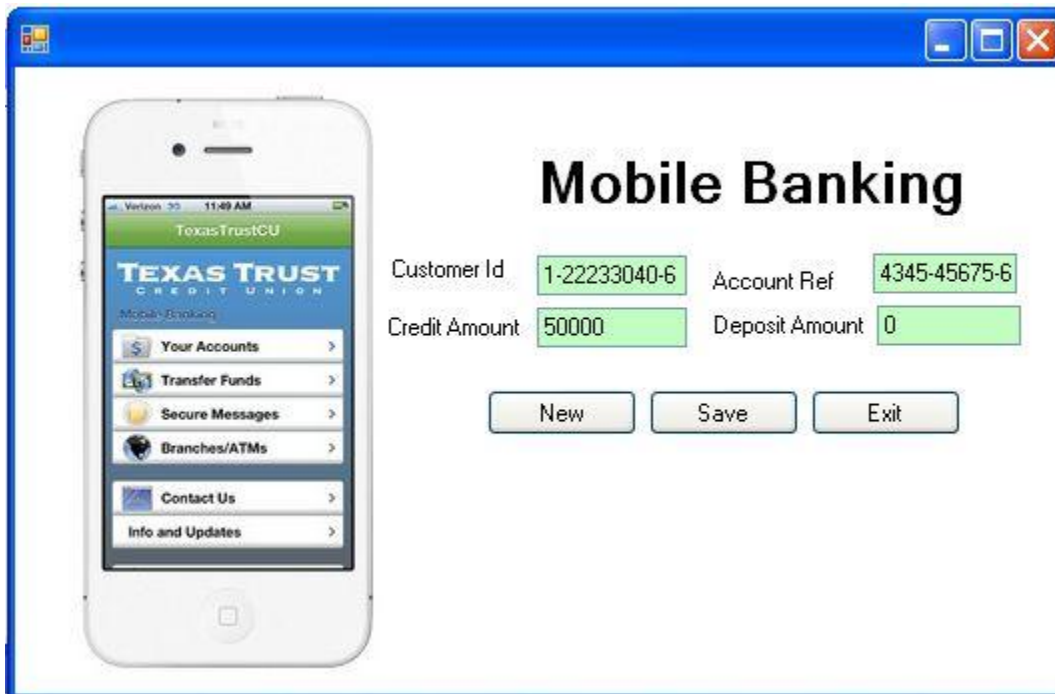 Mobile Banking
Verizon 3G 11:49 AM
TexasTrustCU
TEXAS TRUST
CREDIT UNION
Mobile Banking
Your Accounts
Transfer Funds
Secure Messages
Branches/ATMs
Contact Us
Info and Updates
Customer Id 1-22233040-6 Account Ref 4345-45675-6
Credit Amount 50000 Deposit Amount 0
New Save Exit